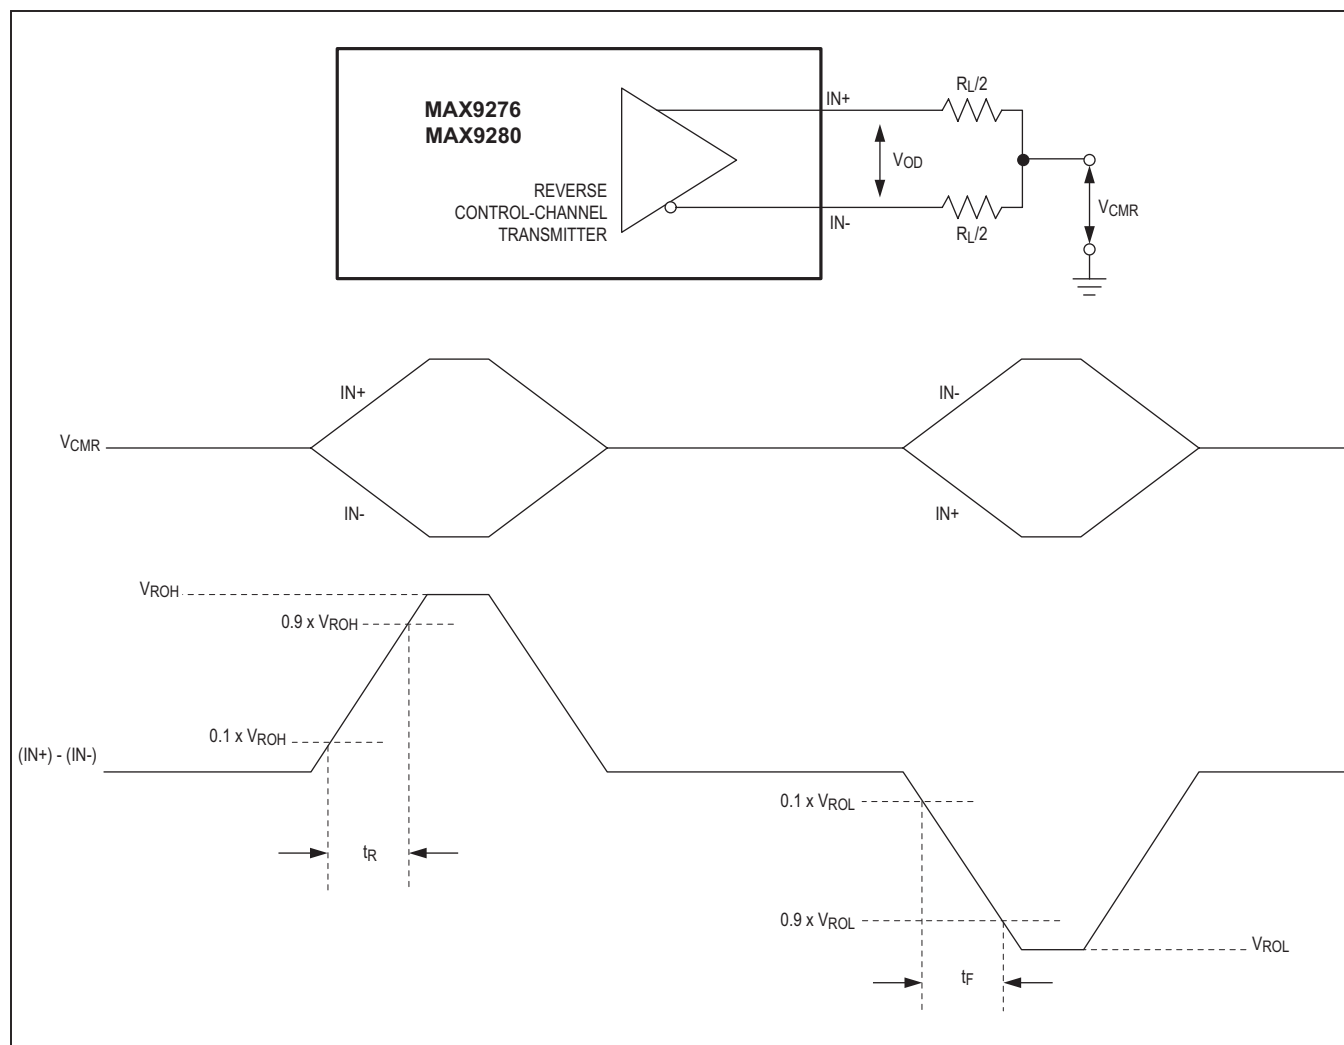 MAX9276
MAX9280
REVERSE
CONTROL-CHANNEL
TRANSMITTER
IN+
IN-
VOD
RL/2
RL/2
VCMR
VCMR
IN+
IN-
IN-
IN+
VROH
0.9 x VROH
0.1 x VROH
(IN+) - (IN-)
tR
0.1 x VROL
0.9 x VROL
VROL
tF